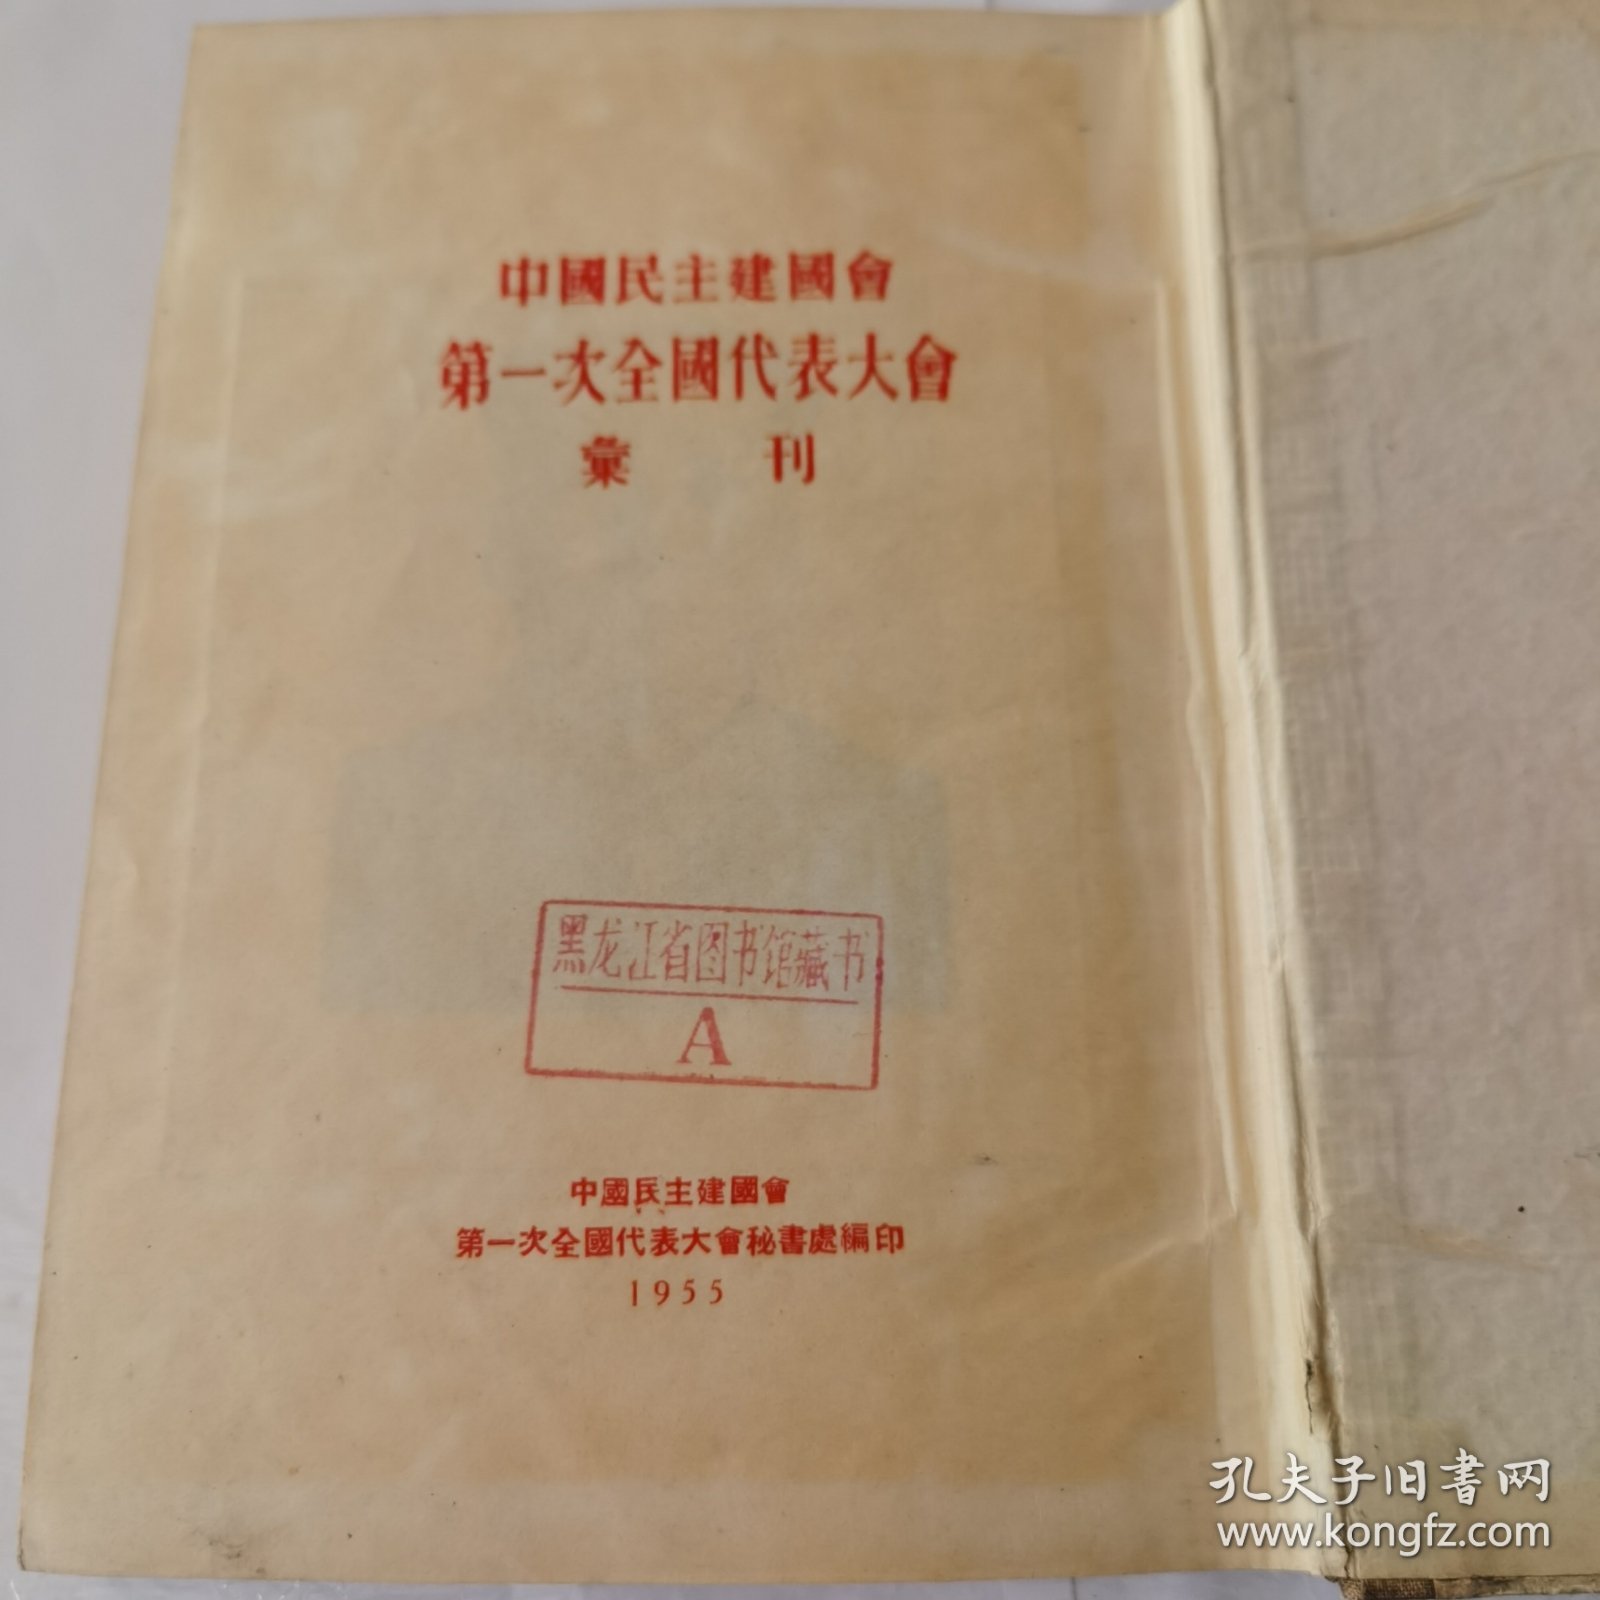 中國民主建國會
第一次全國代表大會
彙 刊
黑龙江省图书馆藏书
A
中國民主建國會
第一次全國代表大會秘書處編印
1955
孔夫子旧书网
www.kongfz.com